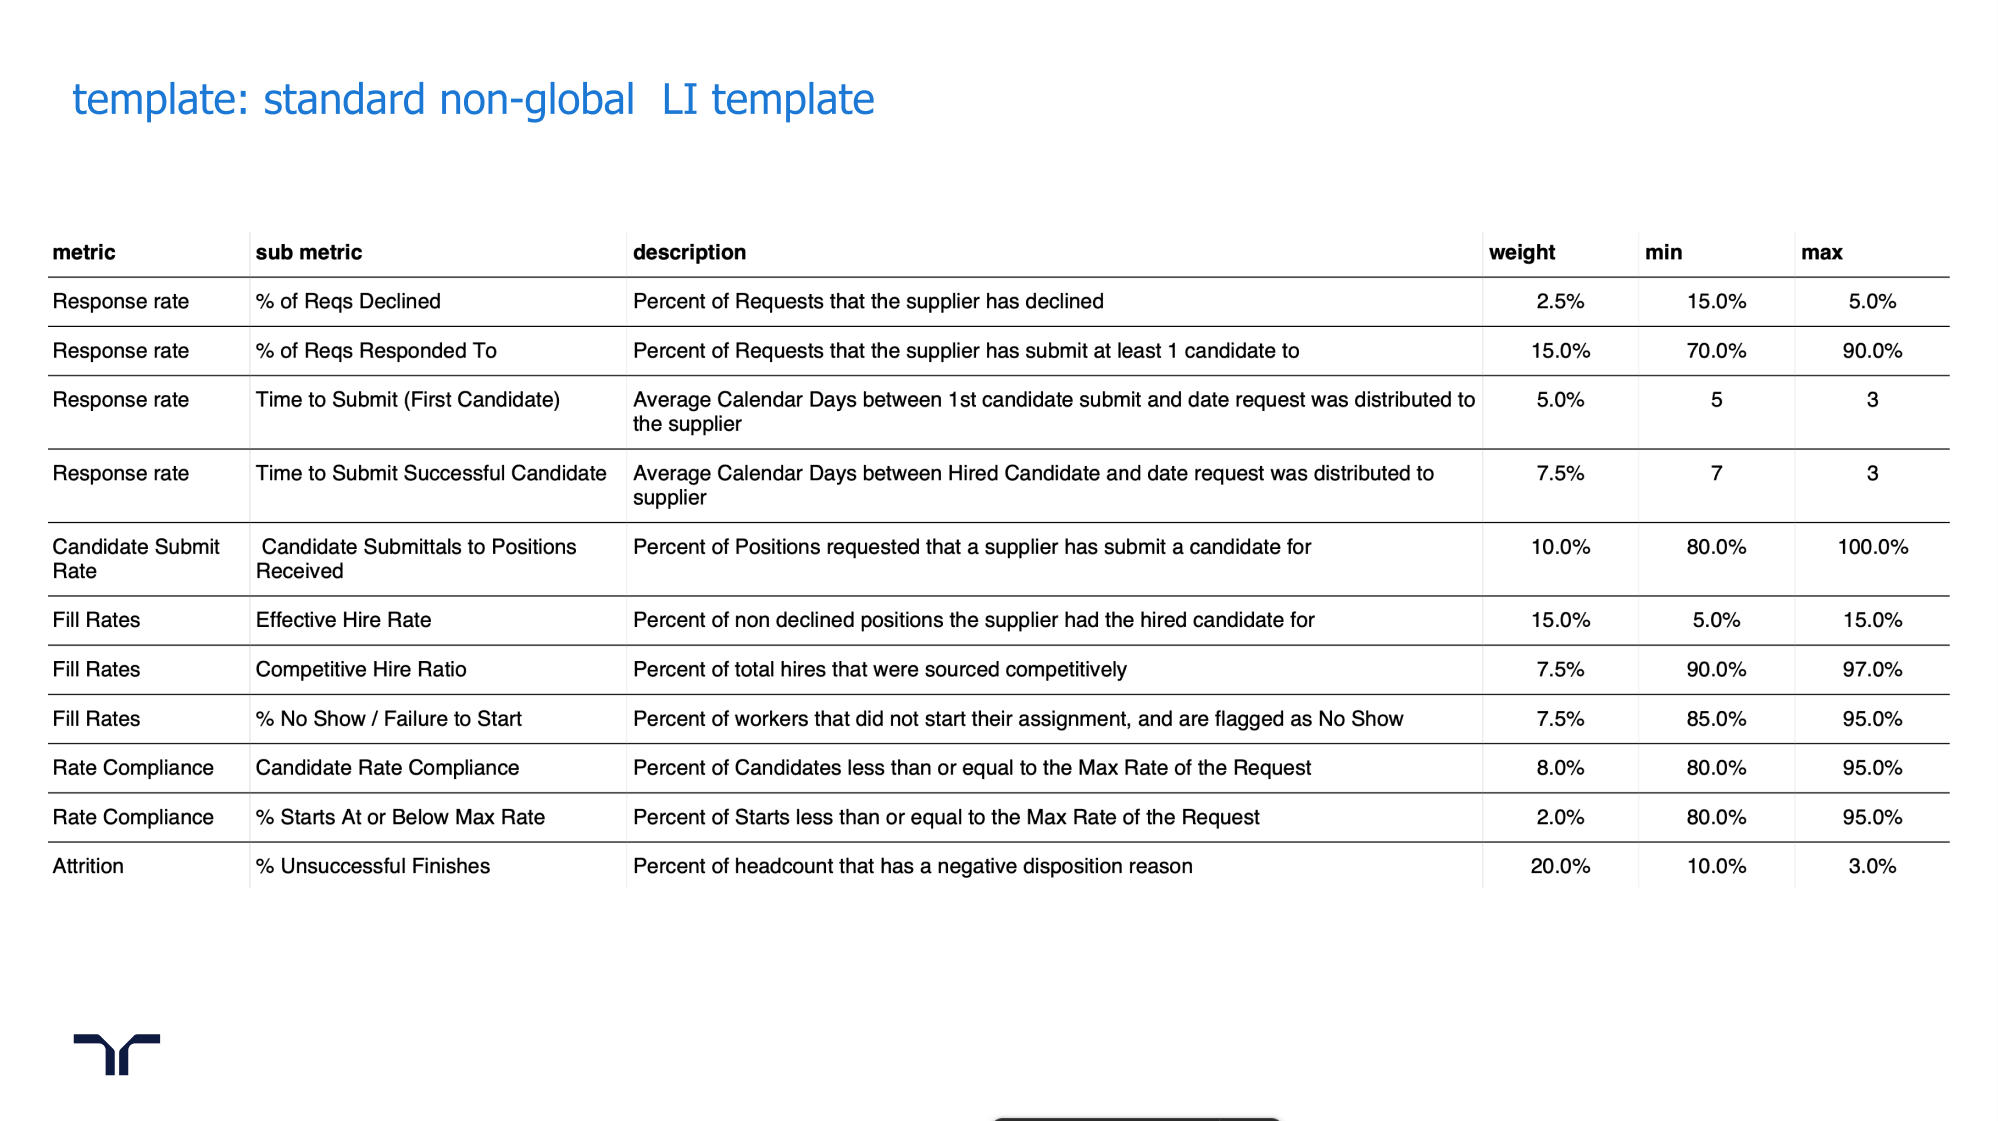 template: standard non-global  LI template
metric sub metric description weight min max
Response rate % of Reqs Declined Percent of Requests that the supplier has declined 2.5% 15.0% 5.0%
Response rate % of Reqs Responded To Percent of Requests that the supplier has submit at least 1 candidate to 15.0% 70.0% 90.0%
Response rate Time to Submit (First Candidate) Average Calendar Days between 1st candidate submit and date request was distributed to 5.0% 5 3
the supplier
Response rate Time to Submit Successful Candidate Average Calendar Days between Hired Candidate and date request was distributed to 7.5% 7 3
supplier
Candidate Submit Candidate Submittals to Positions Percent of Positions requested that a supplier has submit a candidate for 10.0% 80.0% 100.0%
Rate Received
Fill Rates Effective Hire Rate Percent of non declined positions the supplier had the hired candidate for 15.0% 5.0% 15.0%
Fill Rates Competitive Hire Ratio Percent of total hires that were sourced competitively 7.5% 90.0% 97.0%
Fill Rates % No Show / Failure to Start Percent of workers that did not start their assignment, and are flagged as No Show 7.5% 85.0% 95.0%
Rate Compliance Candidate Rate Compliance Percent of Candidates less than or equal to the Max Rate of the Request 8.0% 80.0% 95.0%
Rate Compliance % Starts At or Below Max Rate Percent of Starts less than or equal to the Max Rate of the Request 2.0% 80.0% 95.0%
Attrition % Unsuccessful Finishes Percent of headcount that has a negative disposition reason 20.0% 10.0% 3.0%